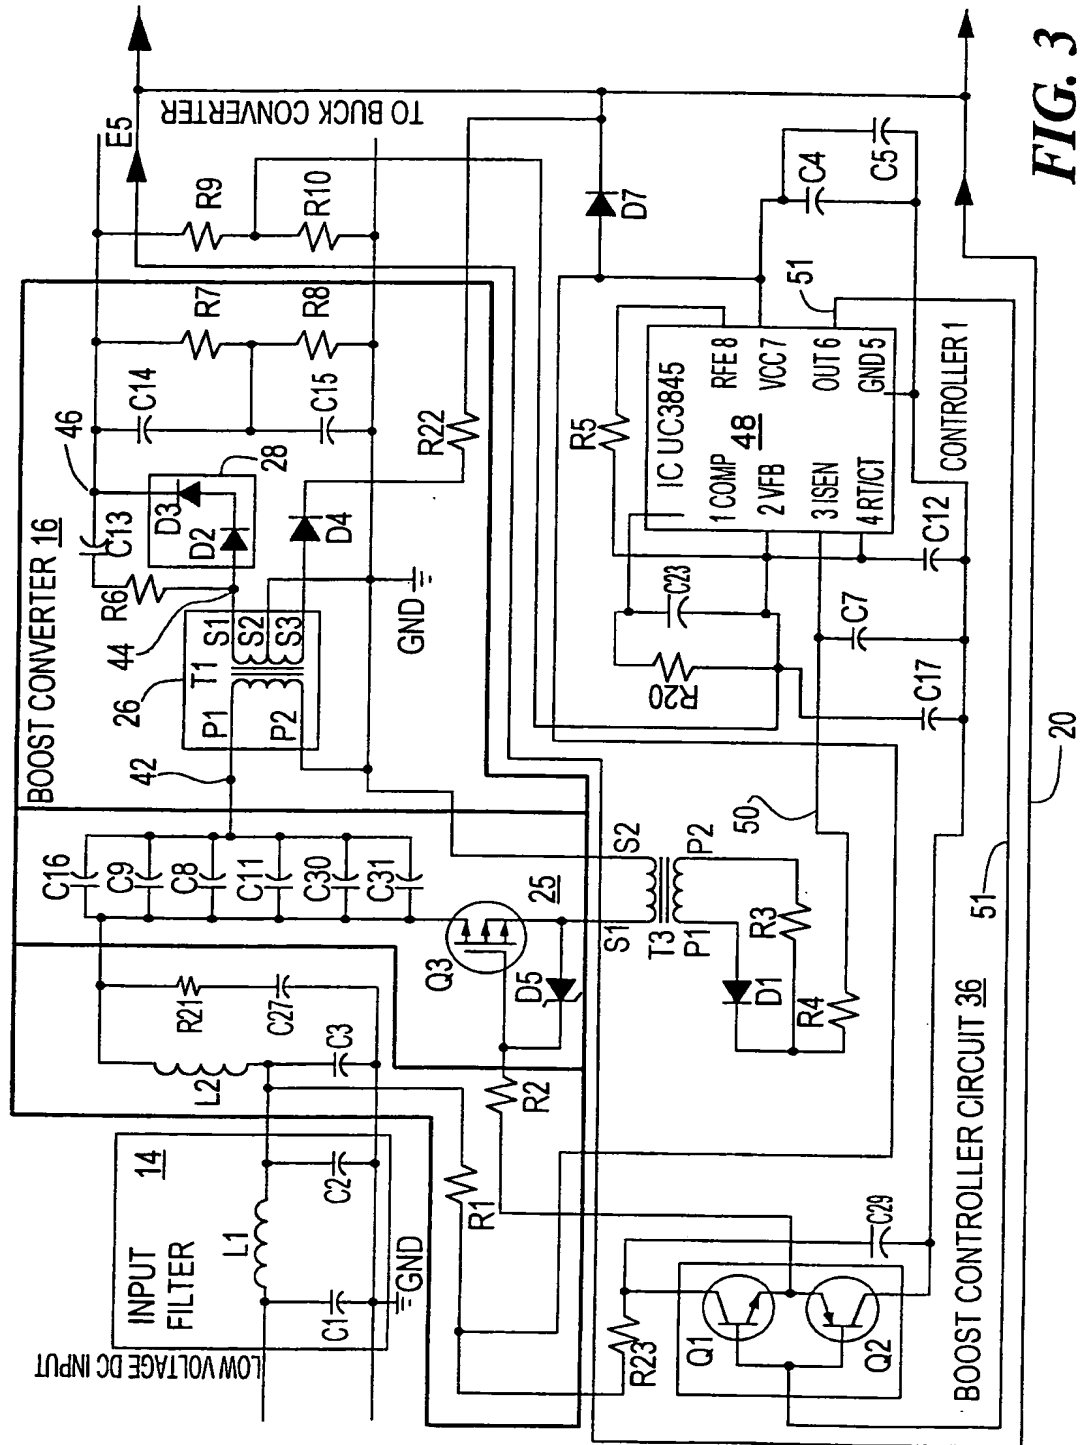 BOOST CONVERTER 16
46
E5
TO BUCK CONVERTER
R9
R10
R7
R8
C14
C15
28
D3
D2
C13
R6
44
T1
26
P1
P2
S1
S2
S3
D4
R22
GND
42
C16
C9
C8
C11
C30
C31
25
Q3
D5
R21
C27
L2
C3
R2
INPUT
FILTER
14
L1
C2
C1
GND
LOW VOLTAGE DC INPUT
R1
S1
S2
T3
P1
P2
D1
R3
R4
50
D7
51
C4
C5
R5
IC UC3845
48
1 COMP
2 VFB
3 ISEN
4 RT/CT
RFE 8
VCC 7
OUT 6
GND 5
CONTROLLER 1
C12
C7
C17
C23
R20
20
51
R23
Q1
Q2
C29
BOOST CONTROLLER CIRCUIT 36
FIG. 3